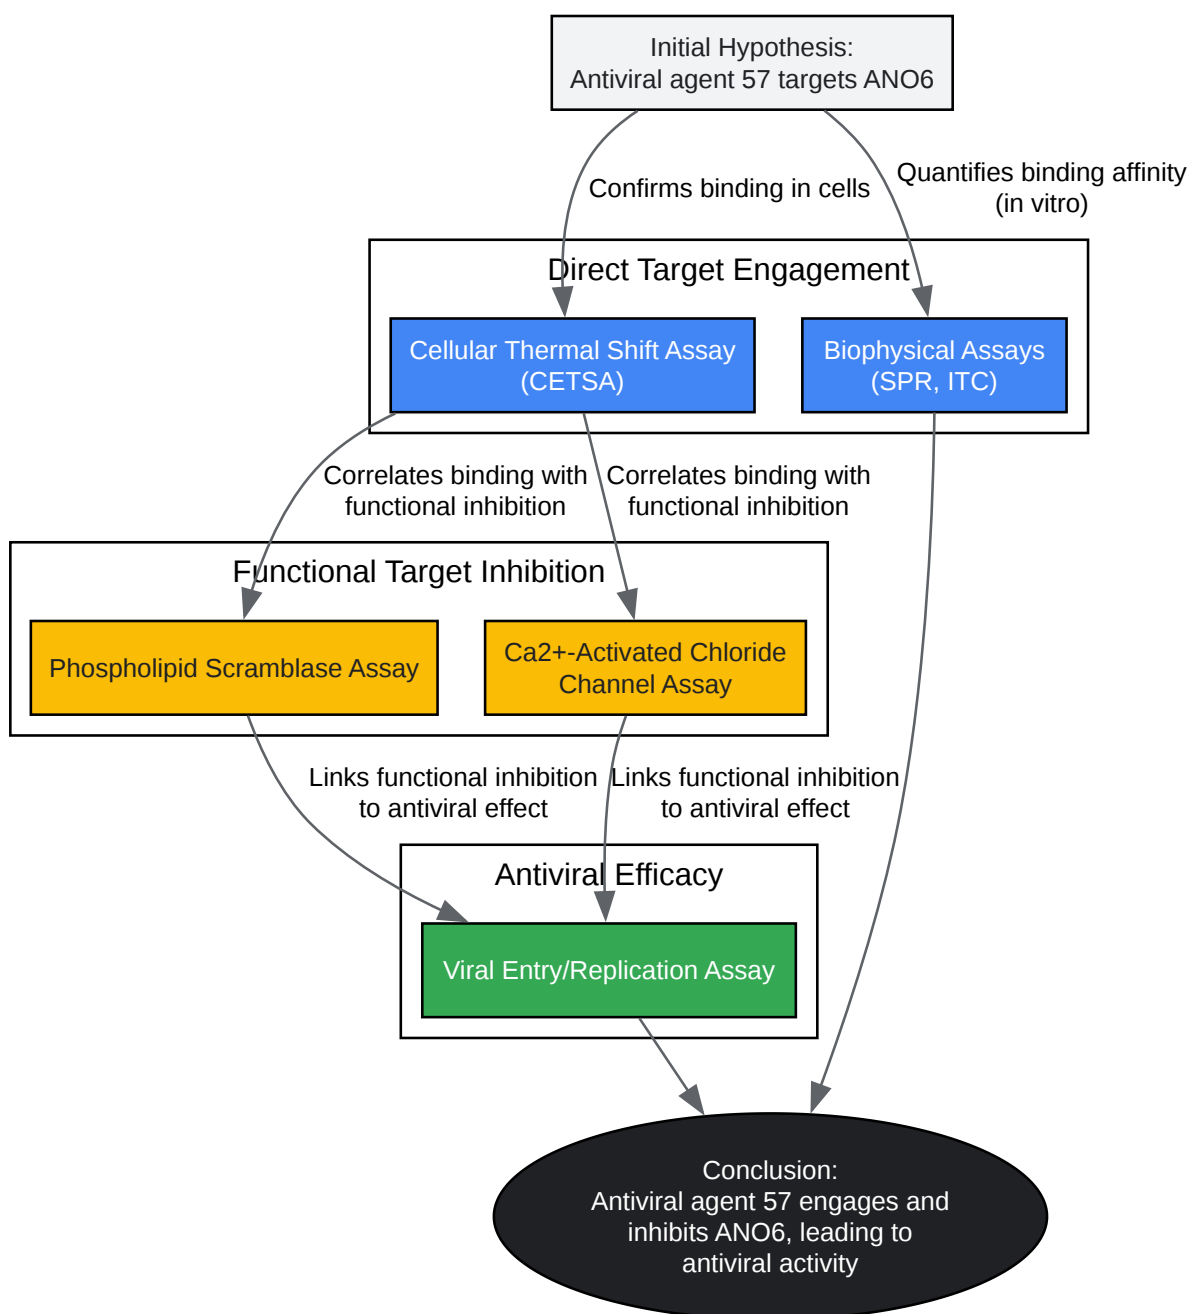 Initial Hypothesis:
Antiviral agent 57 targets ANO6
Confirms binding in cells
Quantifies binding affinity
(in vitro)
Direct Target Engagement
Cellular Thermal Shift Assay
(CETSA)
Biophysical Assays
(SPR, ITC)
Correlates binding with
functional inhibition
Correlates binding with
functional inhibition
Functional Target Inhibition
Phospholipid Scramblase Assay
Ca2+-Activated Chloride
Channel Assay
Links functional inhibition
to antiviral effect
Links functional inhibition
to antiviral effect
Antiviral Efficacy
Viral Entry/Replication Assay
Conclusion:
Antiviral agent 57 engages and
inhibits ANO6, leading to
antiviral activity